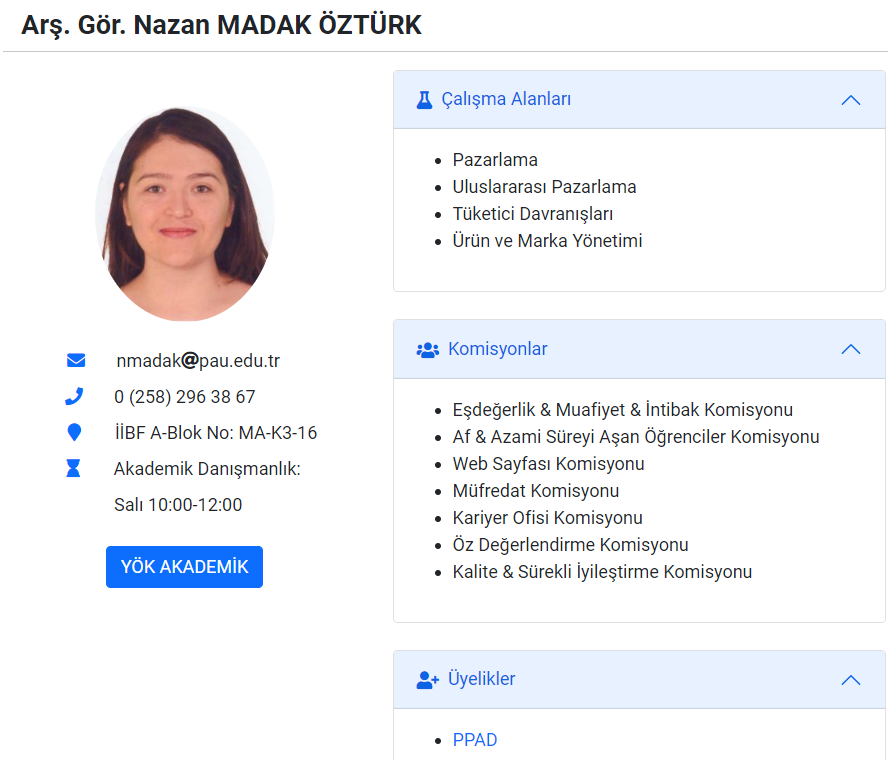 Arş. Gör. Nazan MADAK ÖZTÜRK
nmadak@pau.edu.tr
0 (258) 296 38 67
İİBF A-Blok No: MA-K3-16
Akademik Danışmanlık:
Salı 10:00-12:00
YÖK AKADEMİK
Çalışma Alanları
Pazarlama
Uluslararası Pazarlama
Tüketici Davranışları
Ürün ve Marka Yönetimi
Komisyonlar
Eşdeğerlik & Muafiyet & İntibak Komisyonu
Af & Azami Süreyi Aşan Öğrenciler Komisyonu
Web Sayfası Komisyonu
Müfredat Komisyonu
Kariyer Ofisi Komisyonu
Öz Değerlendirme Komisyonu
Kalite & Sürekli İyileştirme Komisyonu
Üyelikler
PPAD